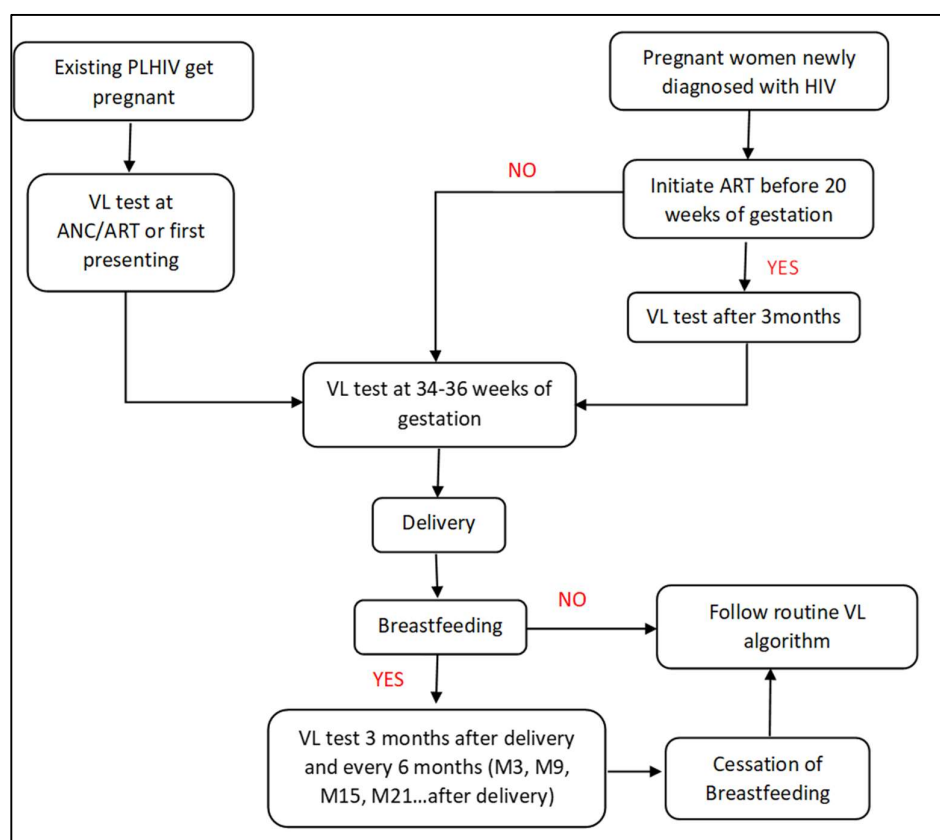 Existing PLHIV get
pregnant
Pregnant women newly
diagnosed with HIV
VL test at
ANC/ART or first
presenting
NO
Initiate ART before 20
weeks of gestation
YES
VL test after 3months
VL test at 34-36 weeks of
gestation
Delivery
Breastfeeding
NO
Follow routine VL
algorithm
YES
VL test 3 months after delivery
and every 6 months (M3, M9,
M15, M21...after delivery)
Cessation of
Breastfeeding